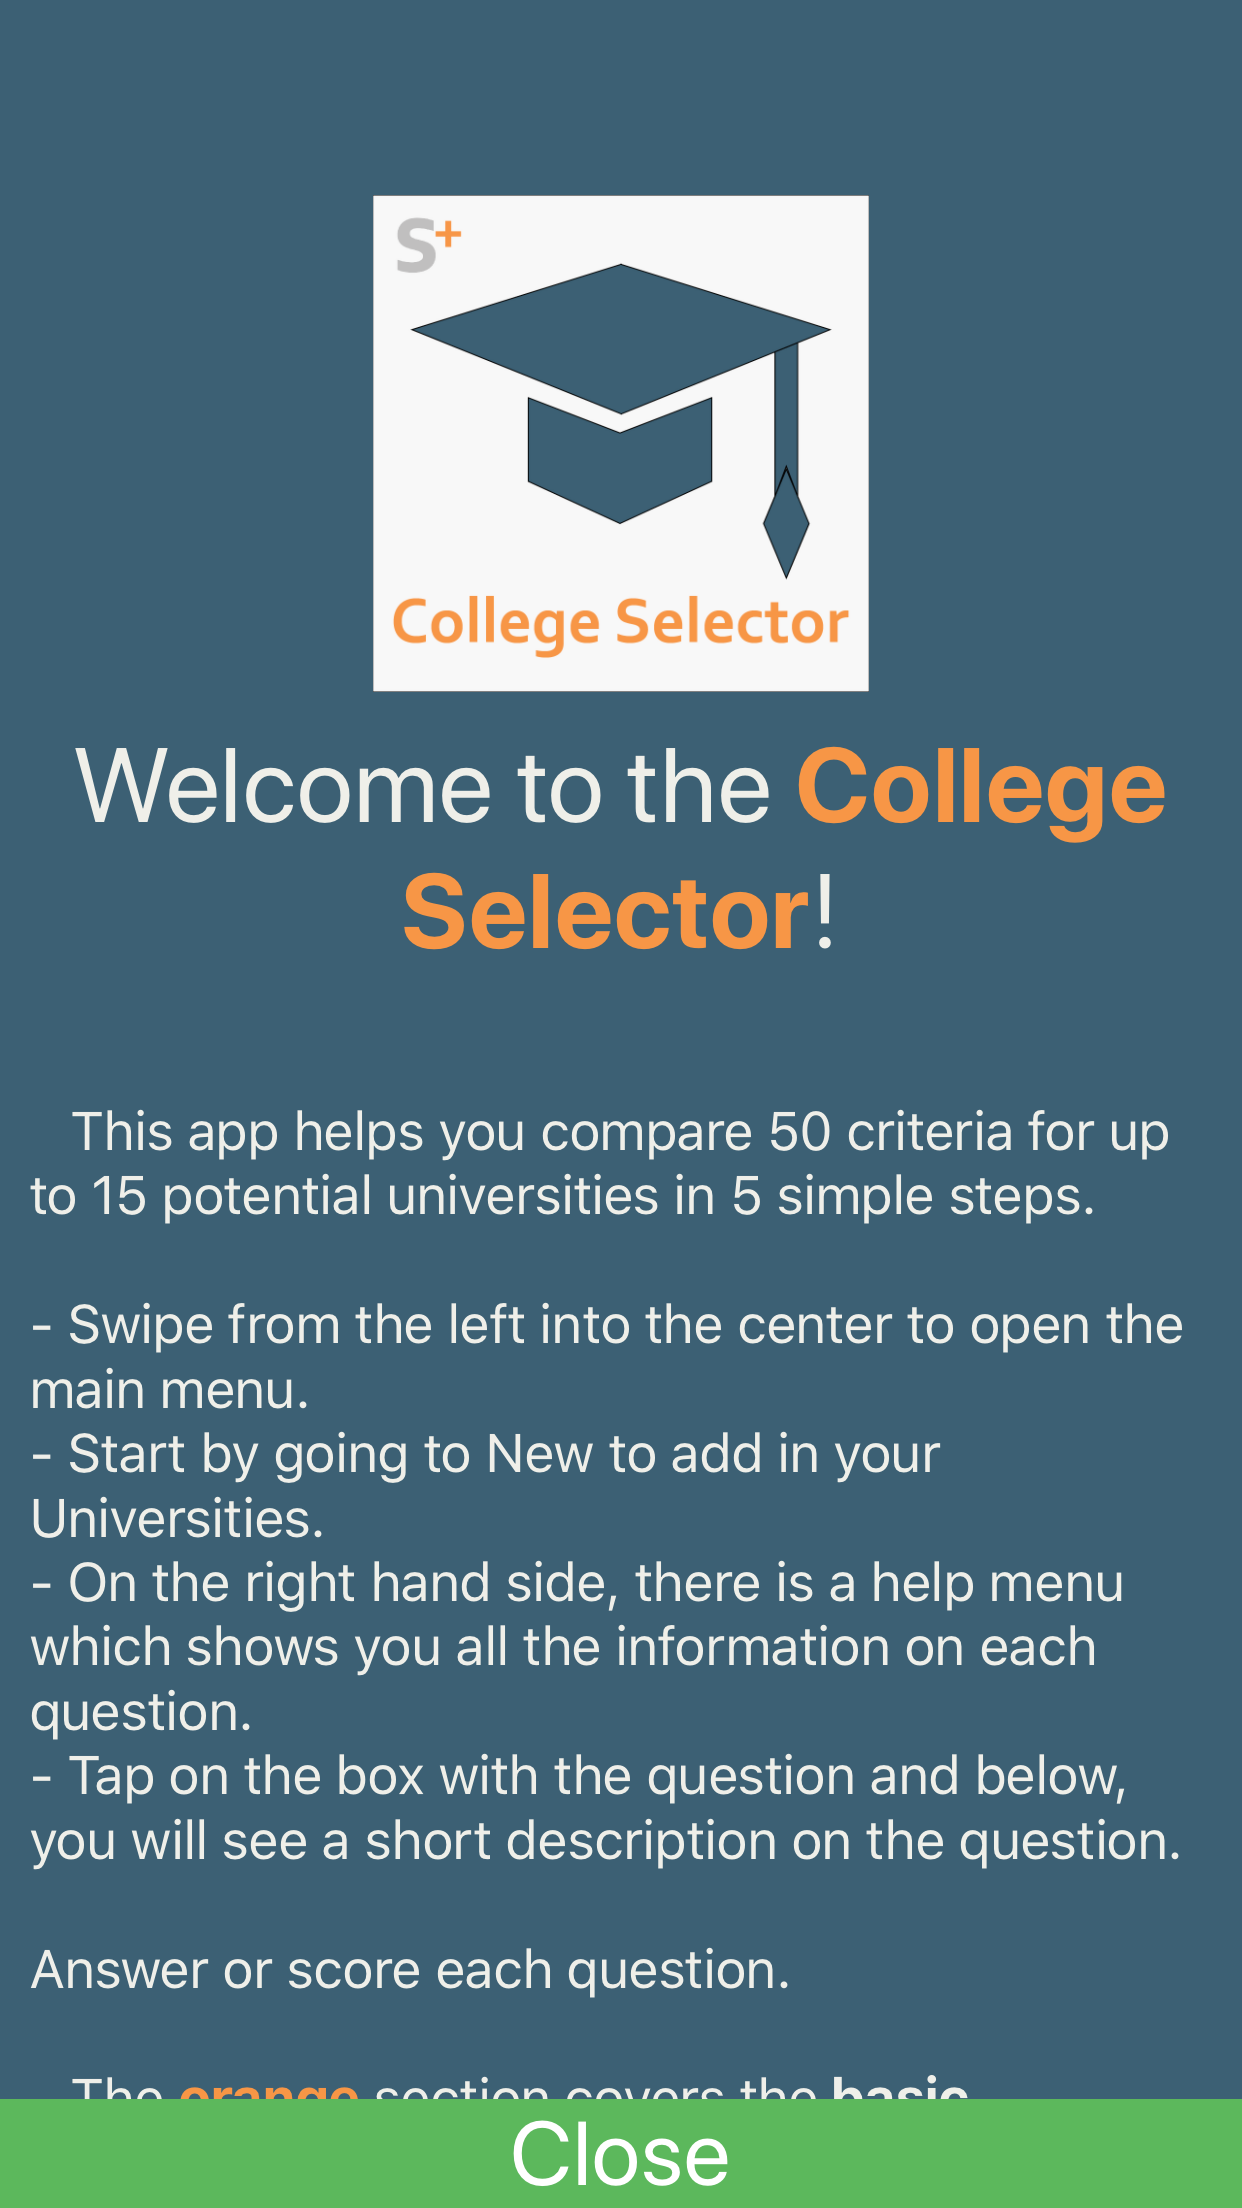 S+
College Selector
Welcome to the College
Selector!
This app helps you compare 50 criteria for up
to 15 potential universities in 5 simple steps.
- Swipe from the left into the center to open the
main menu.
- Start by going to New to add in your
Universities.
- On the right hand side, there is a help menu
which shows you all the information on each
question.
- Tap on the box with the question and below,
you will see a short description on the question.
Answer or score each question.
The orange section covers the basic
Close